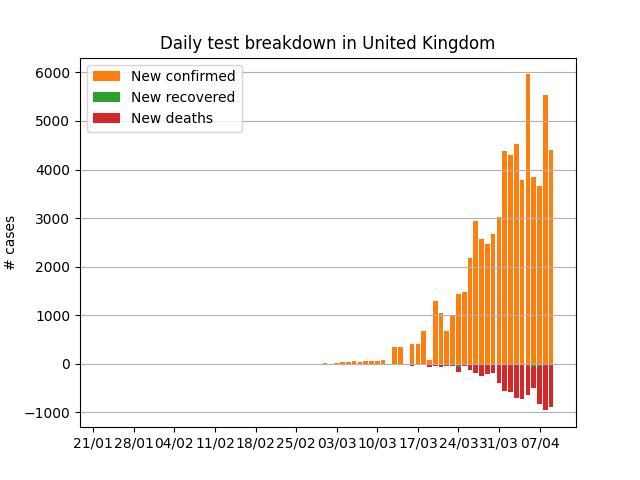 Daily test breakdown in United Kingdom
New confirmed
New recovered
New deaths
# cases
6000
5000
4000
3000
2000
1000
0
−1000
21/01 28/01 04/02 11/02 18/02 25/02 03/03 10/03 17/03 24/03 31/03 07/04